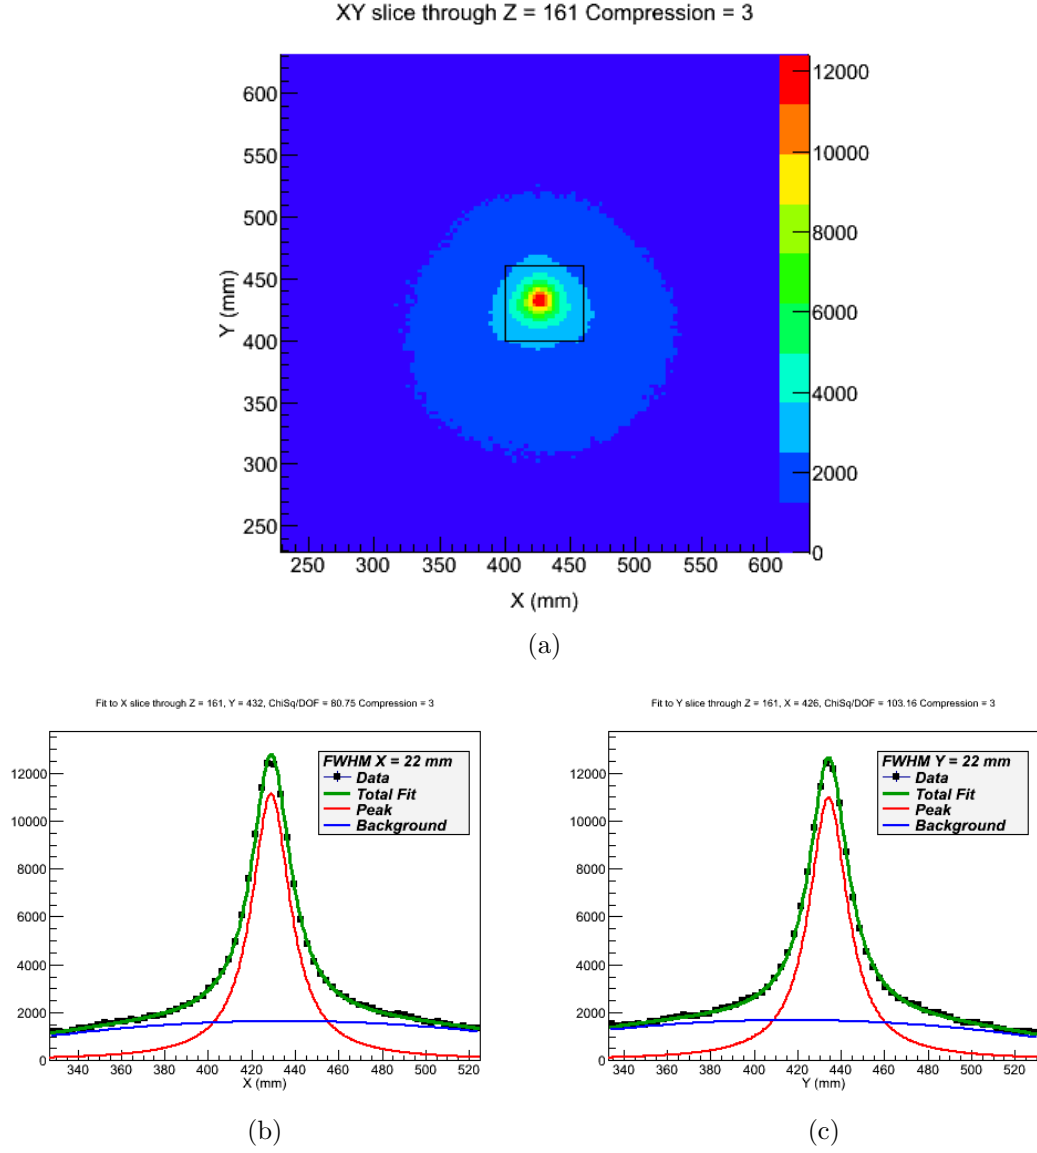 XY slice through Z = 161 Compression = 3
600
550
500
450
400
350
300
250
Y (mm)
250 300 350 400 450 500 550 600
X (mm)
12000
10000
8000
6000
4000
2000
0
(a)
Fit to X slice through Z = 161, Y = 432, ChiSq/DOF = 80.75 Compression = 3
12000
10000
8000
6000
4000
2000
0
FWHM X = 22 mm
Data
Total Fit
Peak
Background
340 360 380 400 420 440 460 480 500 520
X (mm)
(b)
Fit to Y slice through Z = 161, X = 426, ChiSq/DOF = 103.16 Compression = 3
12000
10000
8000
6000
4000
2000
0
FWHM Y = 22 mm
Data
Total Fit
Peak
Background
340 360 380 400 420 440 460 480 500 520
Y (mm)
(c)